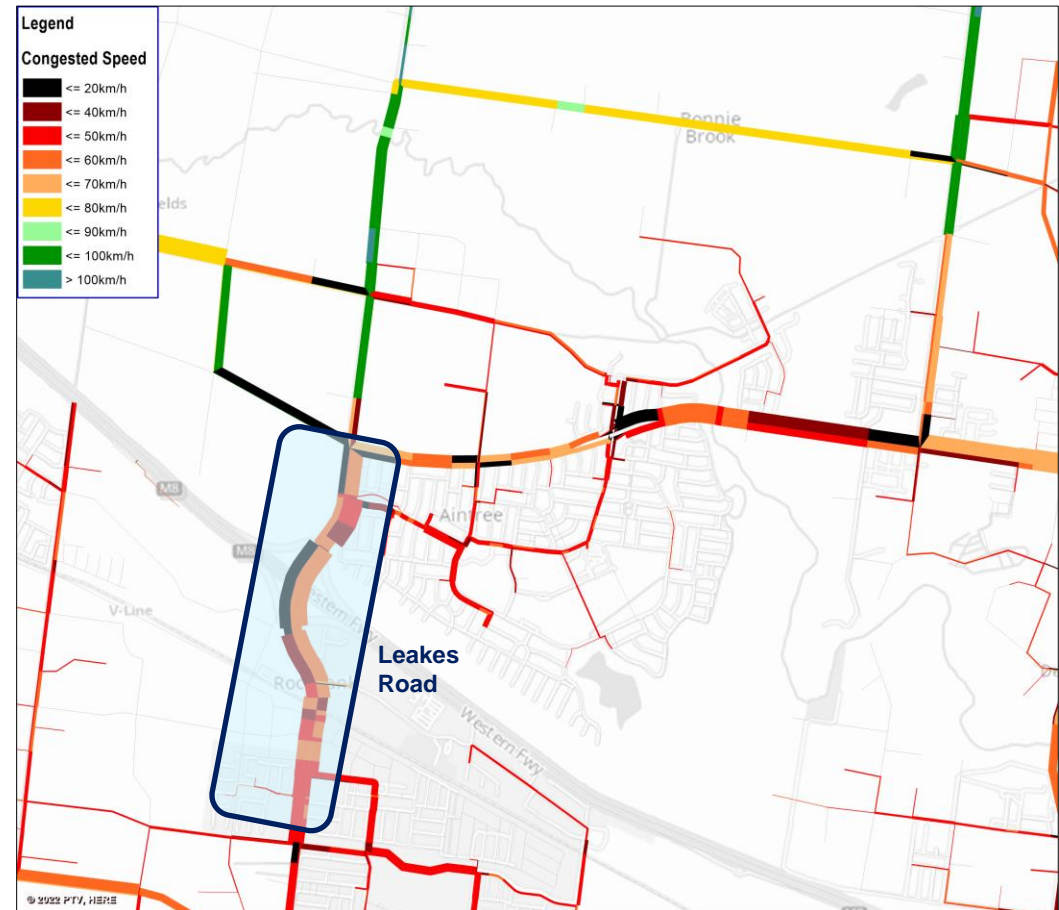 Legend
Congested Speed
<= 20km/h
<= 40km/h
<= 50km/h
<= 60km/h
<= 70km/h
<= 80km/h
<= 90km/h
<= 100km/h
> 100km/h
Bonnie
Brook
elds
M8
Aintree
M8
V-Line
Western Fwy
Leakes
Road
Western Fwy
© 2022 PTV, HERE